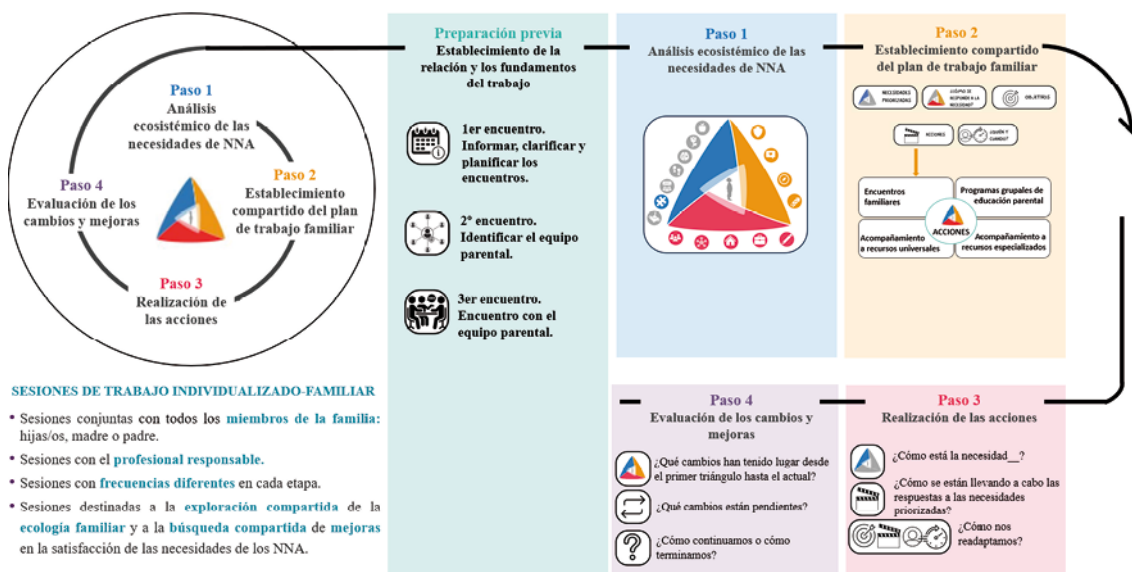 Paso 1
Análisis
ecosistémico de las
necesidades de NNA
Paso 2
Establecimiento
compartido del plan
de trabajo familiar
Paso 3
Realización de
las acciones
Paso 4
Evaluación de los
cambios y mejoras
SESIONES DE TRABAJO INDIVIDUALIZADO-FAMILIAR
• Sesiones conjuntas con todos los miembros de la familia:
hijas/os, madre o padre.
• Sesiones con el profesional responsable.
• Sesiones con frecuencias diferentes en cada etapa.
• Sesiones destinadas a la exploración compartida de la
ecología familiar y a la búsqueda compartida de mejoras
en la satisfacción de las necesidades de los NNA.
Preparación previa
Establecimiento de la
relación y los fundamentos
del trabajo
1er encuentro.
Informar, clarificar y
planificar los
encuentros.
2º encuentro.
Identificar el equipo
parental.
3er encuentro.
Encuentro con el
equipo parental.
Paso 1
Análisis ecosistémico de las
necesidades de NNA
Paso 2
Establecimiento compartido
del plan de trabajo familiar
NECESIDADES
PRIORIZADAS
¿CÓMO SE
RESPONDE A LA
NECESIDAD?
OBJETIVOS
ACCIONES
¿QUIÉN Y
CUÁNDO?
Encuentros
familiares
Programas grupales de
educación parental
ACCIONES
Acompañamiento
a recursos universales
Acompañamiento a
recursos especializados
Paso 3
Realización de las acciones
¿Cómo está la necesidad__?
¿Cómo se están llevando a cabo las
respuestas a las necesidades
priorizadas?
¿Cómo nos
readaptamos?
Paso 4
Evaluación de los cambios y
mejoras
¿Qué cambios han tenido lugar desde
el primer triángulo hasta el actual?
¿Qué cambios están pendientes?
¿Cómo continuamos o cómo
terminamos?